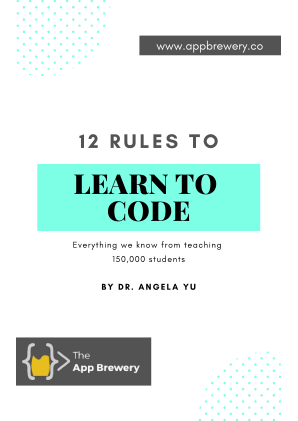 www.appbrewery.co
12 RULES TO
LEARN TO
CODE
Everything we know from teaching
150,000 students
BY DR. ANGELA YU
The
App Brewery